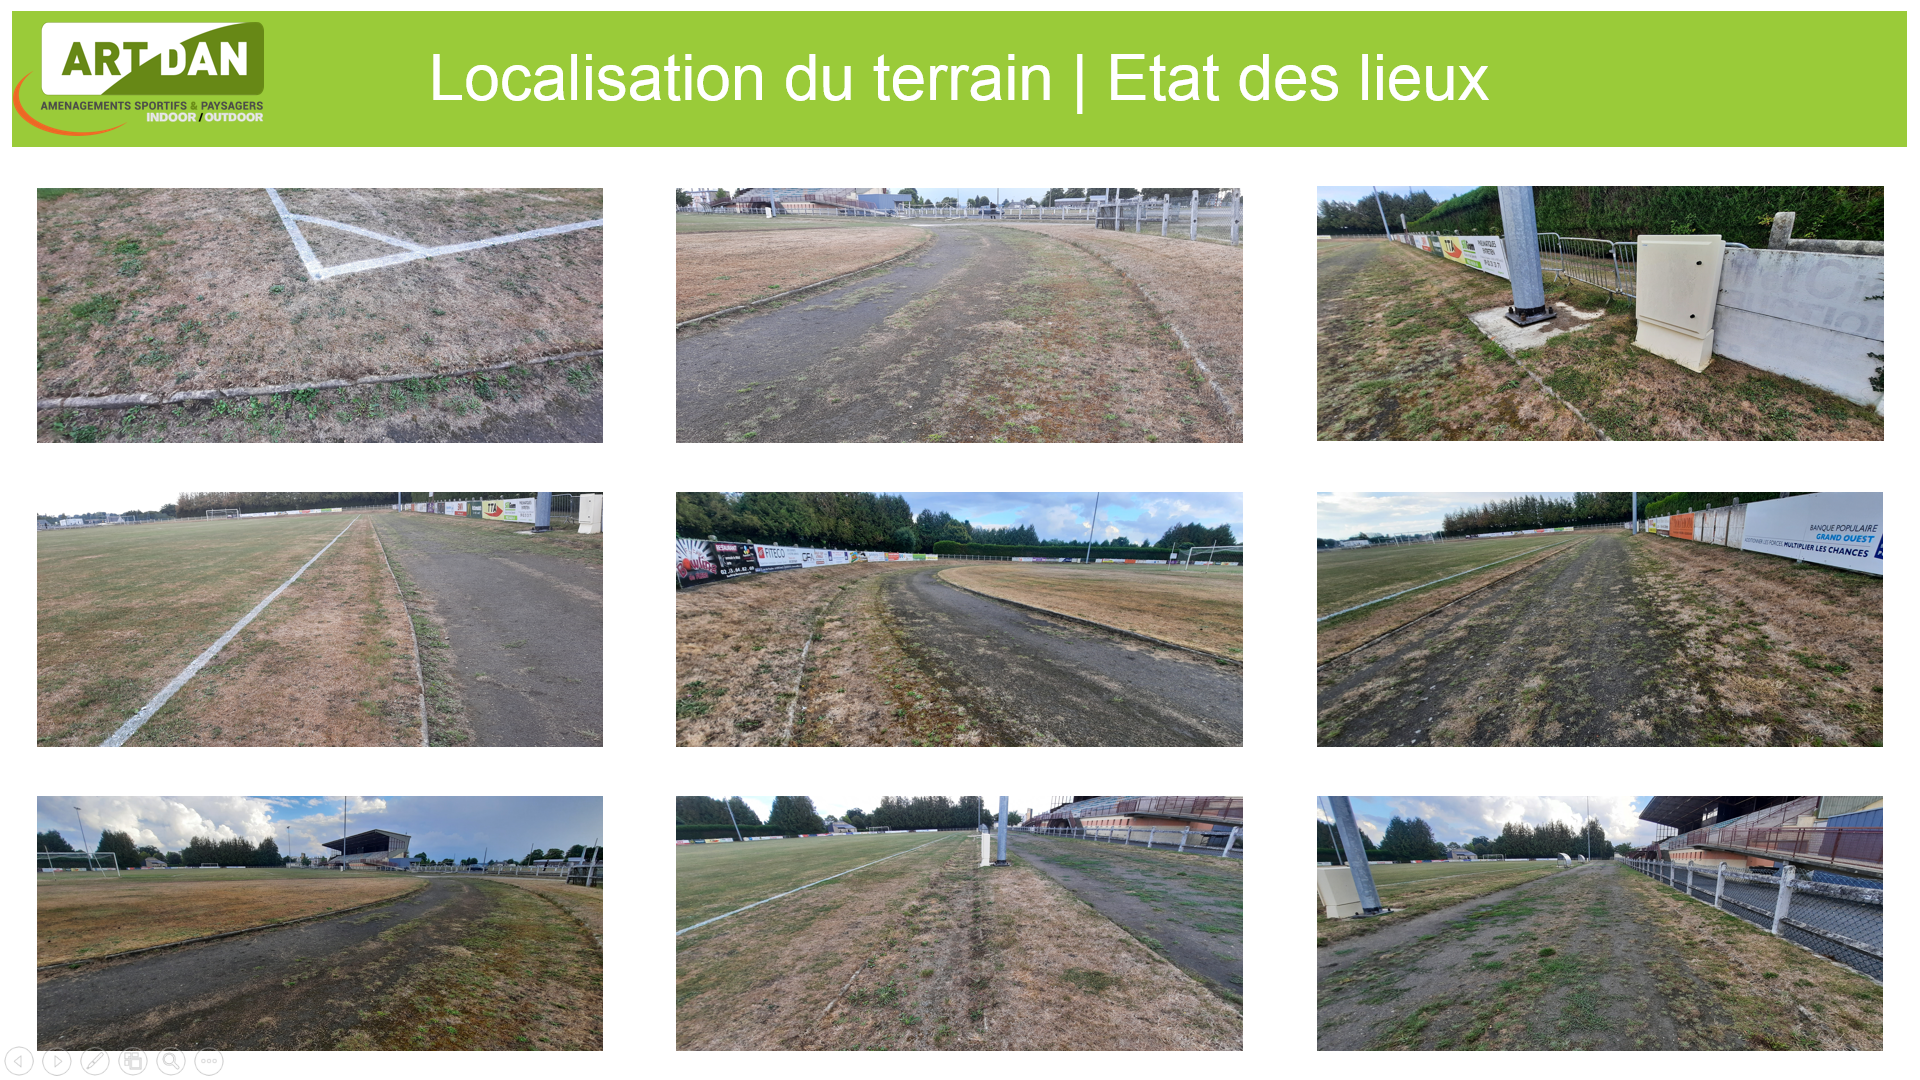 ART DAN
AMENAGEMENTS SPORTIFS & PAYSAGERS
INDOOR / OUTDOOR
Localisation du terrain | Etat des lieux
FITECO
BANQUE POPULAIRE
GRAND OUEST
MULTIPLIER LES CHANCES